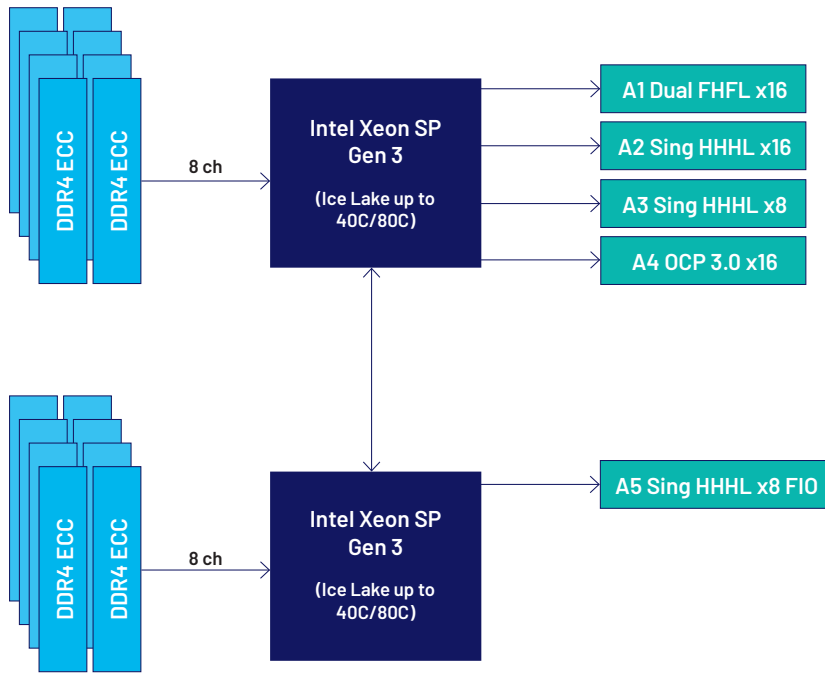 DDR4 ECC
DDR4 ECC
8 ch
Intel Xeon SP
Gen 3
(Ice Lake up to
40C/80C)
A1 Dual FHFL x16
A2 Sing HHHL x16
A3 Sing HHHL x8
A4 OCP 3.0 x16
DDR4 ECC
DDR4 ECC
8 ch
Intel Xeon SP
Gen 3
(Ice Lake up to
40C/80C)
A5 Sing HHHL x8 FIO